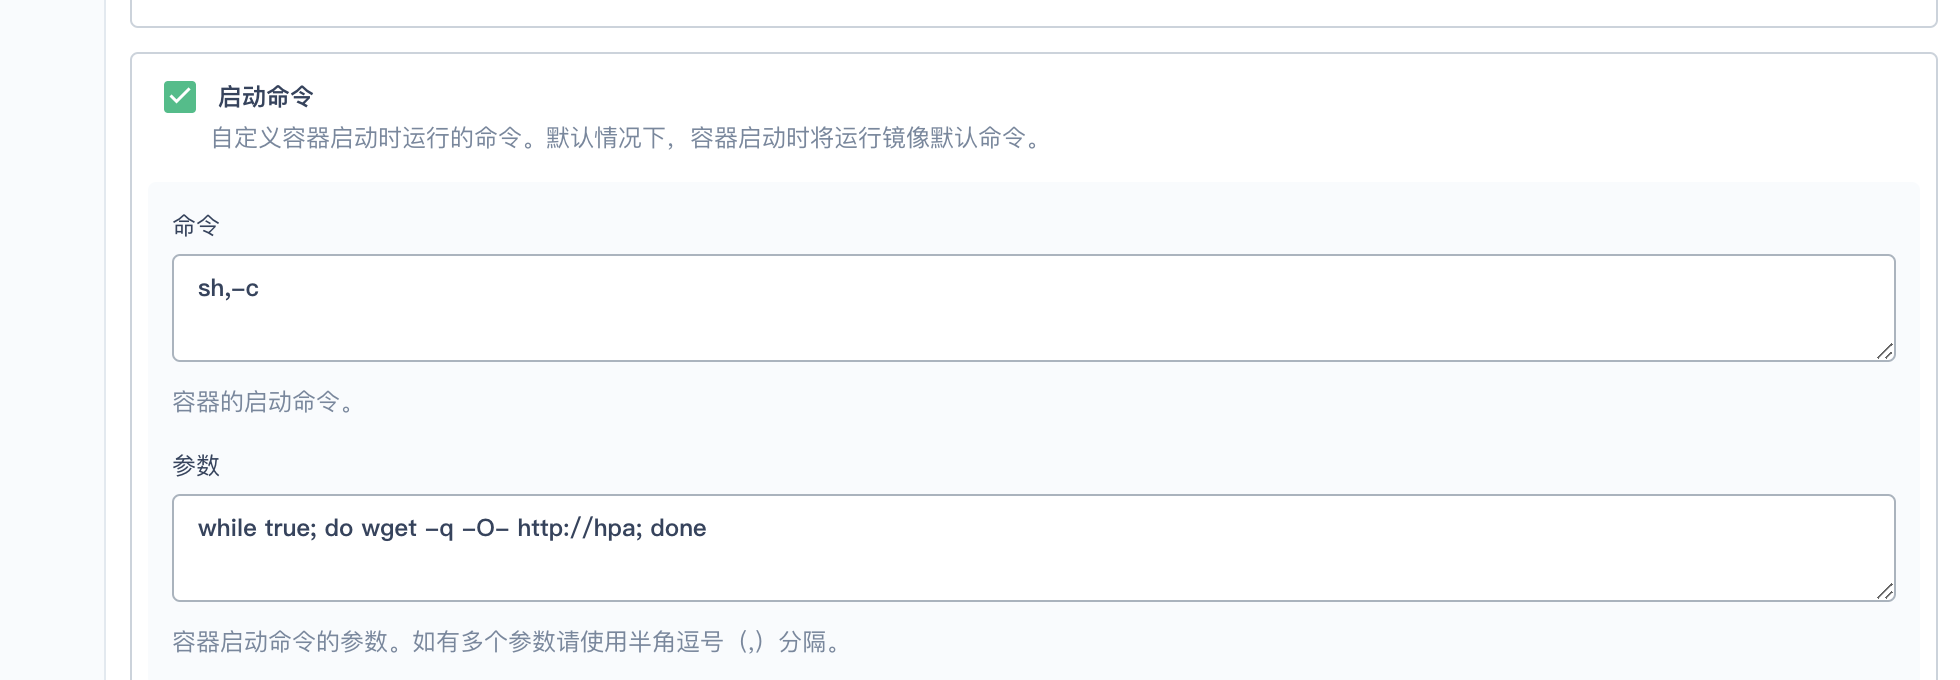 启动命令
自定义容器启动时运行的命令。默认情况下，容器启动时将运行镜像默认命令。
命令
sh,-c
容器的启动命令。
参数
while true; do wget -q -O- http://hpa; done
容器启动命令的参数。如有多个参数请使用半角逗号（,）分隔。